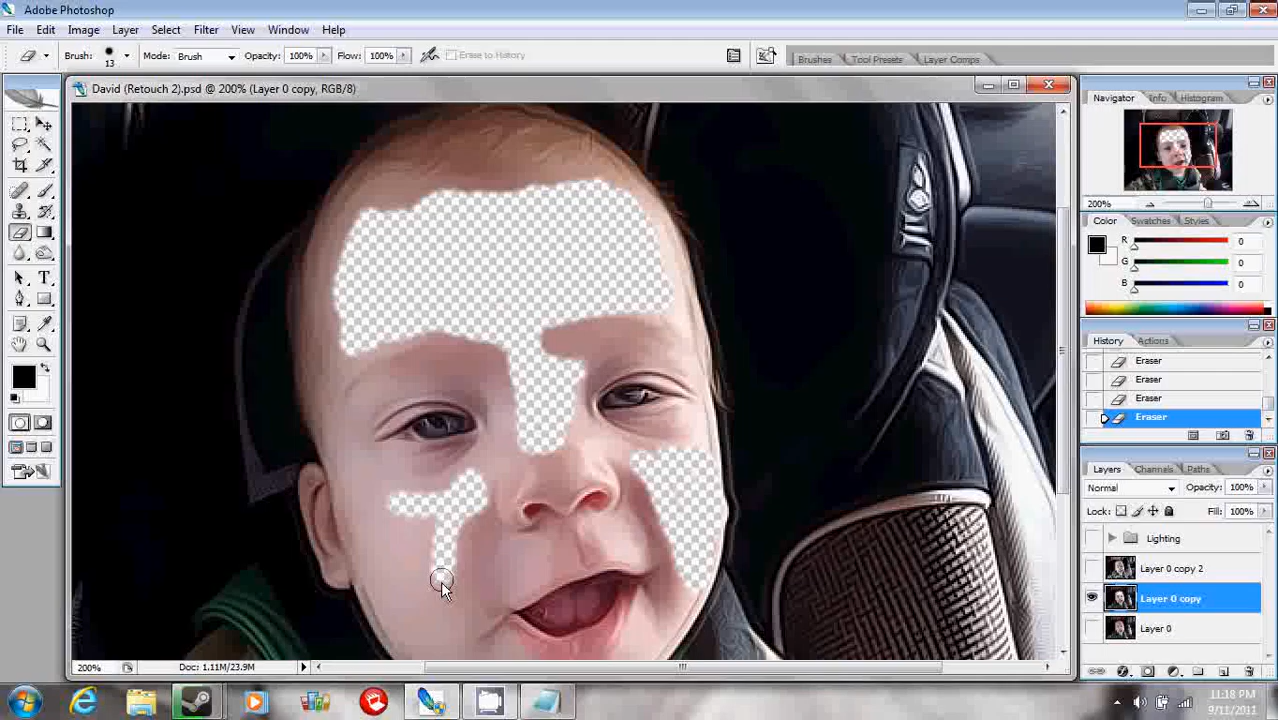 Adobe Photoshop
File Edit Image Layer Select Filter View Window Help
Brush: 13 Mode: Brush Opacity: 100% Flow: 100% Erase to History
Brushes Tool Presets Layer Comps
David (Retouch 2).psd @ 200% (Layer 0 copy, RGB/8)
Navigator Info Histogram
200%
Color Swatches Styles
R 0
G 0
B 0
History Actions
Eraser
Eraser
Eraser
Eraser
Layers Channels Paths
Normal Opacity: 100%
Lock: Fill: 100%
Lighting
Layer 0 copy 2
Layer 0 copy
Layer 0
200% Doc: 1.11M/23.9M
11:18 PM
9/11/2011